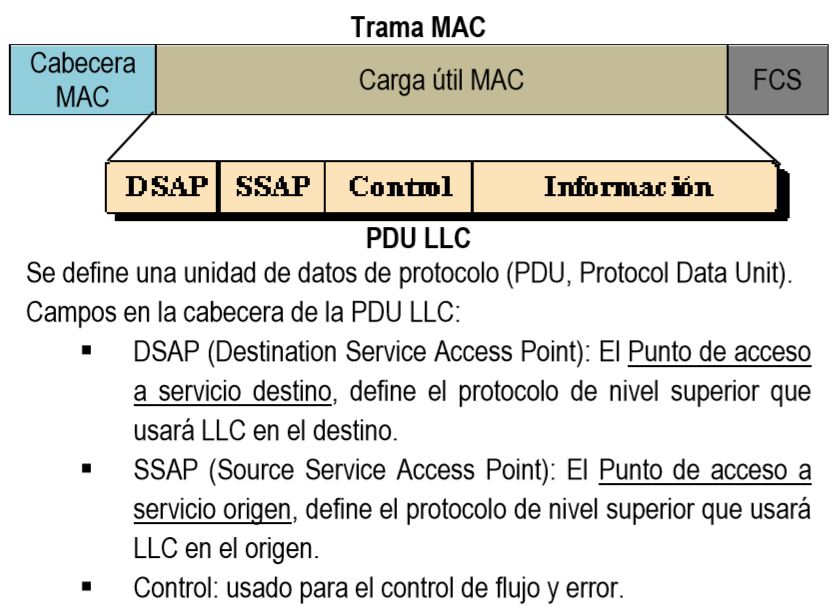 Trama MAC
Cabecera
MAC
Carga útil MAC
FCS
DSAP
SSAP
Control
Información
PDU LLC
Se define una unidad de datos de protocolo (PDU, Protocol Data Unit).
Campos en la cabecera de la PDU LLC:
▪ DSAP (Destination Service Access Point): El Punto de acceso
a servicio destino, define el protocolo de nivel superior que
usará LLC en el destino.
▪ SSAP (Source Service Access Point): El Punto de acceso a
servicio origen, define el protocolo de nivel superior que usará
LLC en el origen.
▪ Control: usado para el control de flujo y error.